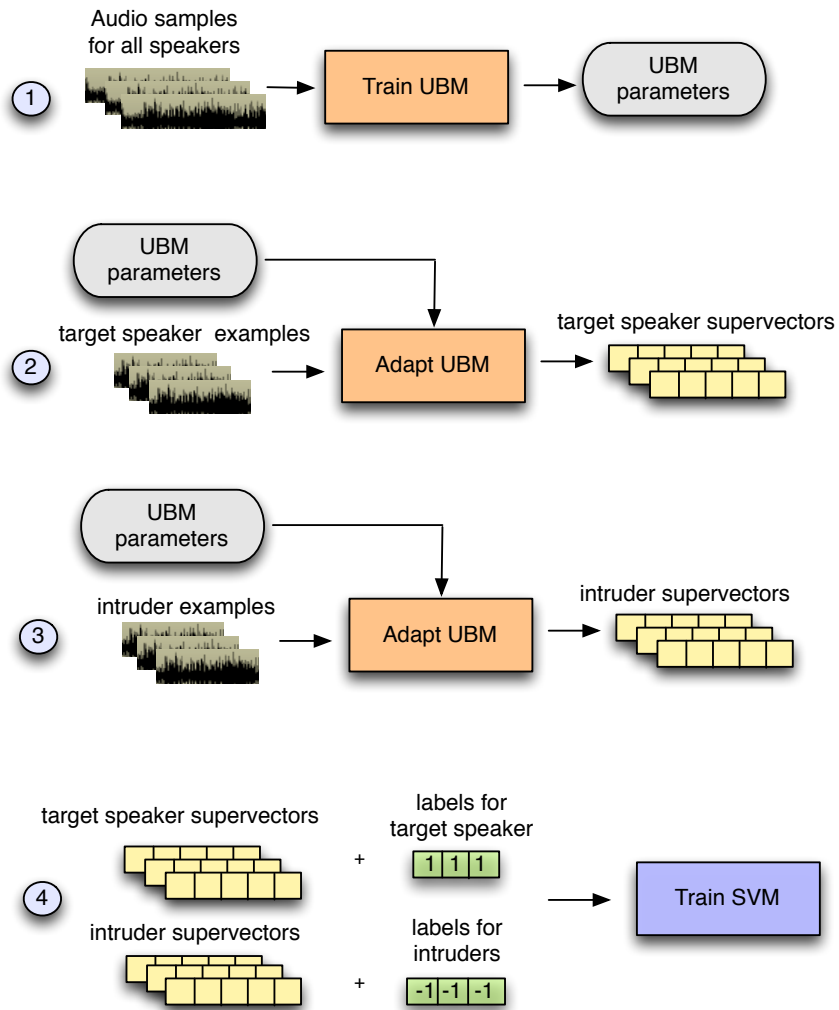 Audio samples
for all speakers
1
Train UBM
UBM
parameters
UBM
parameters
target speaker examples
target speaker supervectors
2
Adapt UBM
UBM
parameters
intruder examples
intruder supervectors
3
Adapt UBM
target speaker supervectors
labels for
target speaker
+
1 1 1
4
Train SVM
intruder supervectors
labels for
intruders
+
-1 -1 -1